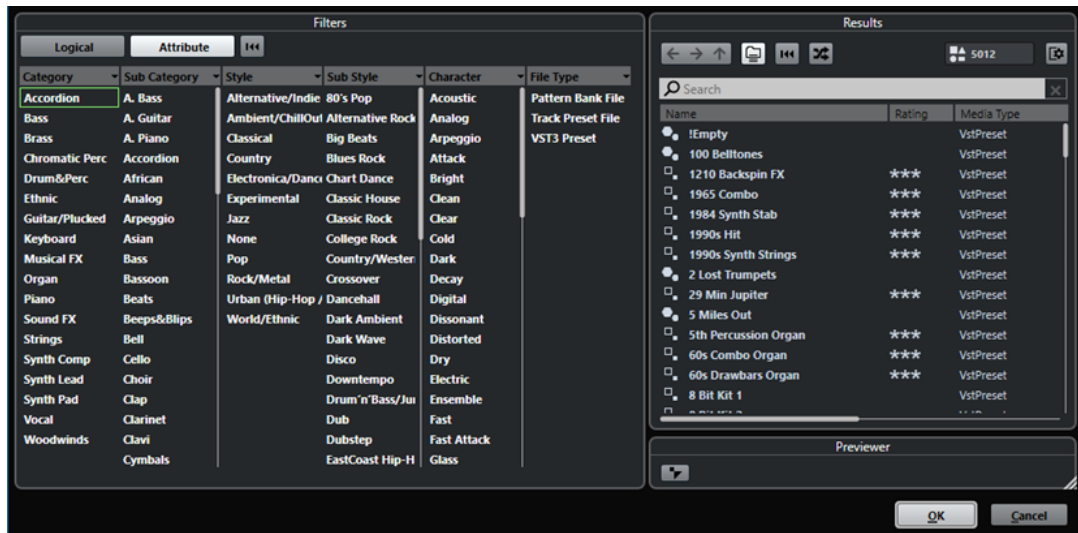 Filters
Logical Attribute
Category Sub Category Style Sub Style Character File Type
Accordion A. Bass Alternative/Indie 80's Pop Acoustic Pattern Bank File
Bass A. Guitar Ambient/ChillOut Alternative Rock Analog Track Preset File
Brass A. Piano Classical Big Beats Arpeggio VST3 Preset
Chromatic Perc Accordion Country Blues Rock Attack
Drum&Perc African Electronica/Dance Chart Dance Bright
Ethnic Analog Experimental Classic House Clean
Guitar/Plucked Arpeggio Jazz Classic Rock Clear
Keyboard Asian None College Rock Cold
Musical FX Bass Pop Country/Wester Dark
Organ Bassoon Rock/Metal Crossover Decay
Piano Beats Urban (Hip-Hop / Dancehall Digital
Sound FX Beeps&Blips World/Ethnic Dark Ambient Dissonant
Strings Bell Dark Wave Distorted
Synth Comp Cello Disco Dry
Synth Lead Choir Downtempo Electric
Synth Pad Clap Drum´n´Bass/Jun Ensemble
Vocal Clarinet Dub Fast
Woodwinds Clavi Dubstep Fast Attack
Cymbals EastCoast Hip-H Glass
Results
5012
Search
Name Rating Media Type
!Empty VstPreset
100 Belltones VstPreset
1210 Backspin FX *** VstPreset
1965 Combo *** VstPreset
1984 Synth Stab *** VstPreset
1990s Hit *** VstPreset
1990s Synth Strings *** VstPreset
2 Lost Trumpets VstPreset
29 Min Jupiter *** VstPreset
5 Miles Out VstPreset
5th Percussion Organ *** VstPreset
60s Combo Organ *** VstPreset
60s Drawbars Organ *** VstPreset
8 Bit Kit 1 VstPreset
Previewer
OK Cancel